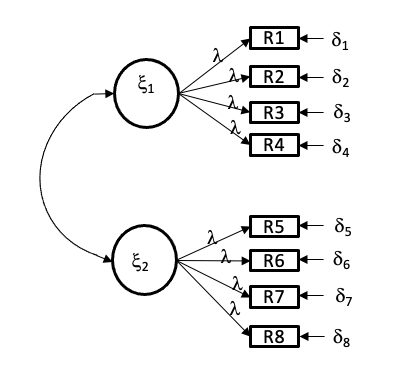 λ R1 δ1
ξ1 λ R2 δ2
λ R3 δ3
λ R4 δ4
λ R5 δ5
ξ2 λ R6 δ6
λ R7 δ7
λ R8 δ8